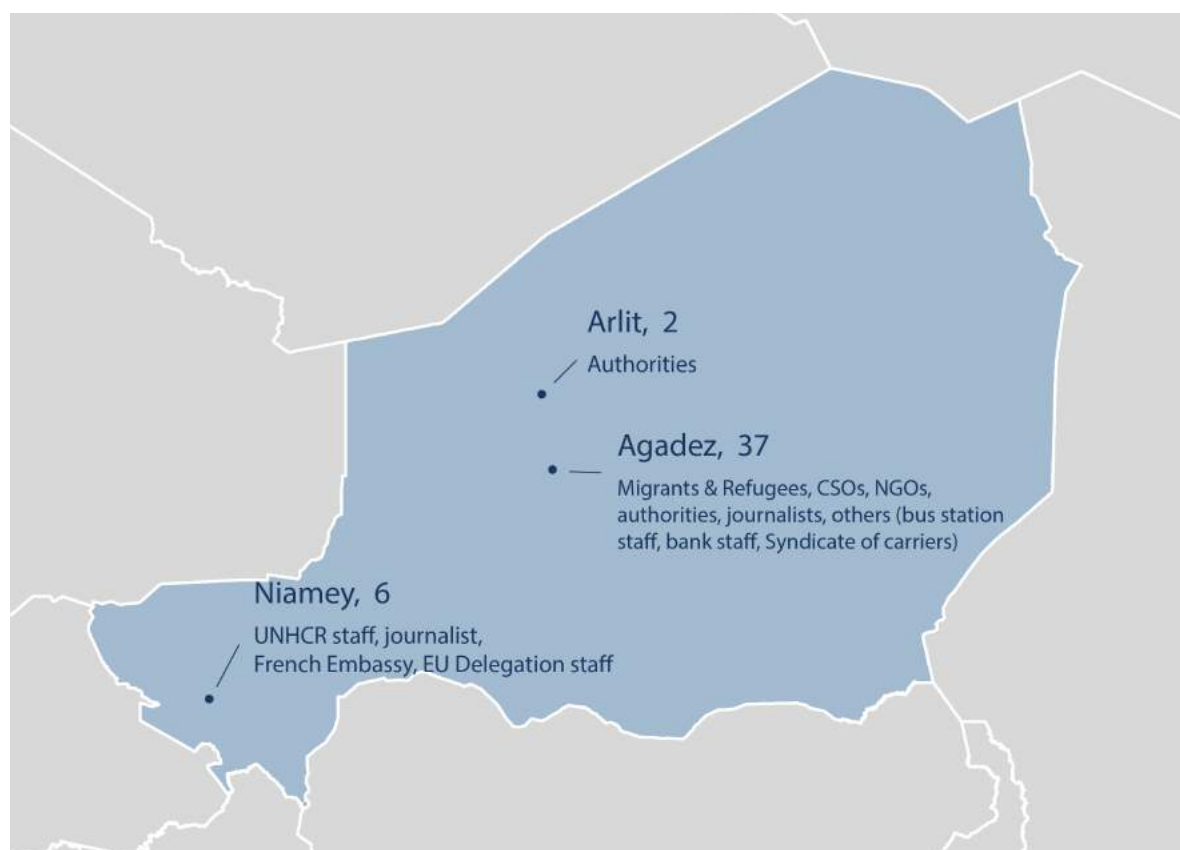 Arlit, 2
Authorities
Agadez, 37
Migrants & Refugees, CSOs, NGOs,
authorities, journalists, others (bus station
staff, bank staff, Syndicate of carriers)
Niamey, 6
UNHCR staff, journalist,
French Embassy, EU Delegation staff